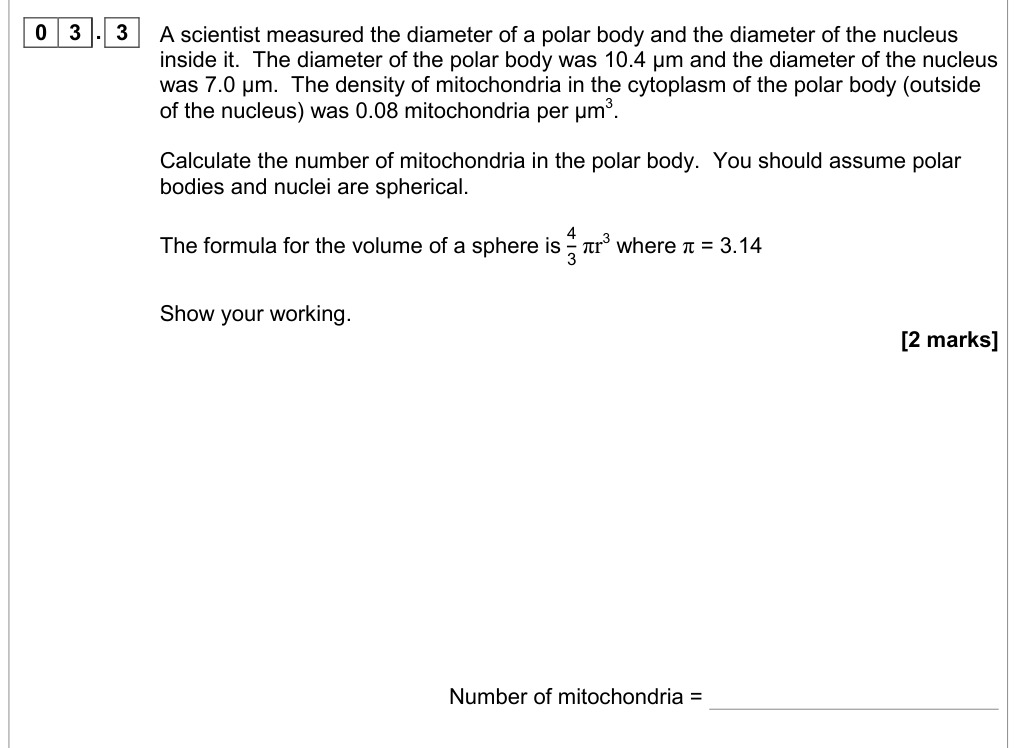 0 3 . 3 A scientist measured the diameter of a polar body and the diameter of the nucleus
inside it. The diameter of the polar body was 10.4 µm and the diameter of the nucleus
was 7.0 µm. The density of mitochondria in the cytoplasm of the polar body (outside
of the nucleus) was 0.08 mitochondria per µm³.
Calculate the number of mitochondria in the polar body. You should assume polar
bodies and nuclei are spherical.
The formula for the volume of a sphere is 4/3 πr³ where π = 3.14
Show your working.
[2 marks]
Number of mitochondria =